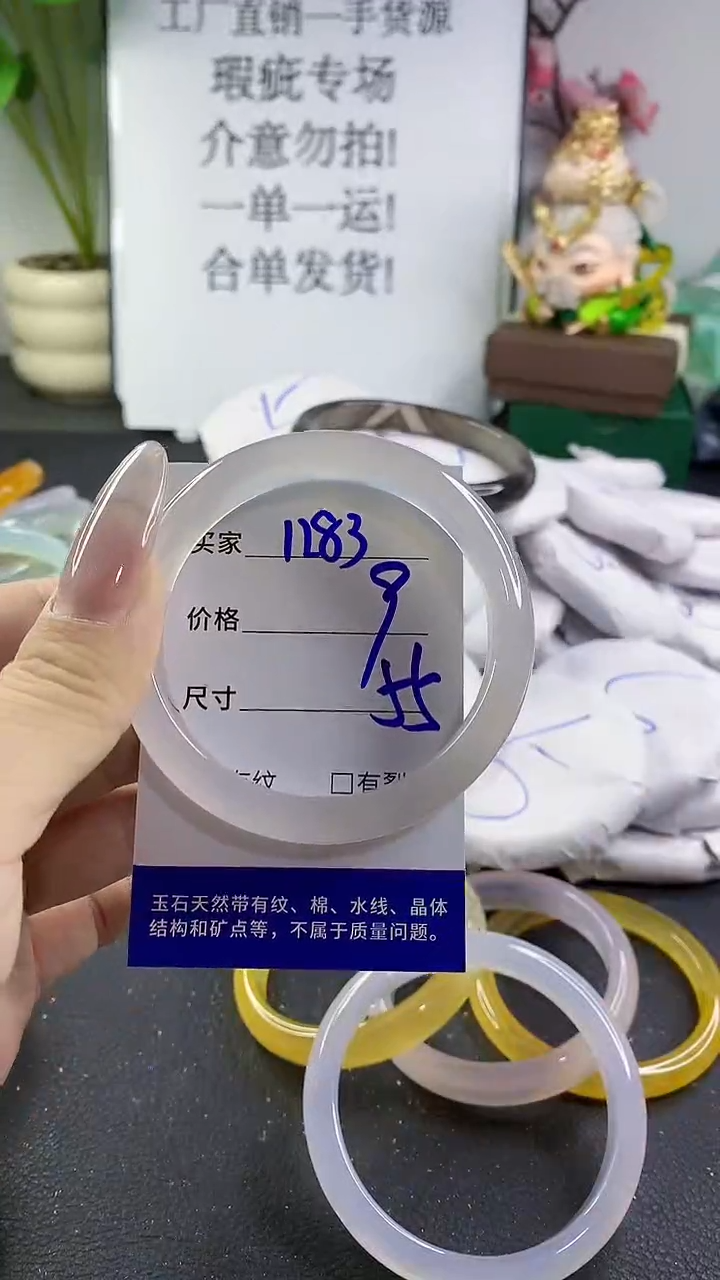 工厂直销一手货源
瑕疵专场
介意勿拍!
一单一运!
合单发货!
买家 1183
价格 9
尺寸 55
有纹 □有裂
玉石天然带有纹、棉、水线、晶体
结构和矿点等，不属于质量问题。